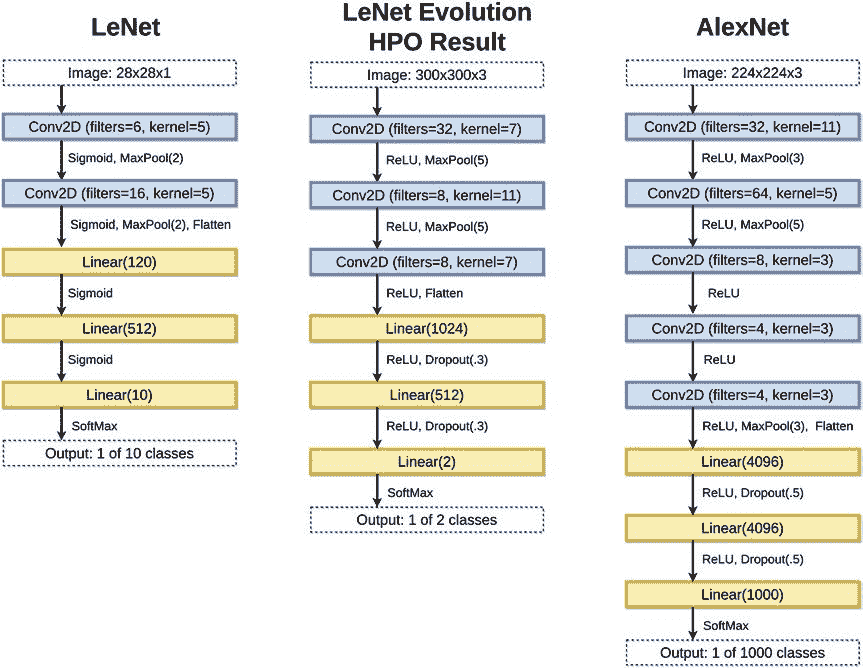 LeNet
Image: 28x28x1
Conv2D (filters=6, kernel=5)
Sigmoid, MaxPool(2)
Conv2D (filters=16, kernel=5)
Sigmoid, MaxPool(2), Flatten
Linear(120)
Sigmoid
Linear(512)
Sigmoid
Linear(10)
SoftMax
Output: 1 of 10 classes
LeNet Evolution
HPO Result
Image: 300x300x3
Conv2D (filters=32, kernel=7)
ReLU, MaxPool(5)
Conv2D (filters=8, kernel=11)
ReLU, MaxPool(5)
Conv2D (filters=8, kernel=7)
ReLU, Flatten
Linear(1024)
ReLU, Dropout(.3)
Linear(512)
ReLU, Dropout(.3)
Linear(2)
SoftMax
Output: 1 of 2 classes
AlexNet
Image: 224x224x3
Conv2D (filters=32, kernel=11)
ReLU, MaxPool(3)
Conv2D (filters=64, kernel=5)
ReLU, MaxPool(5)
Conv2D (filters=8, kernel=3)
ReLU
Conv2D (filters=4, kernel=3)
ReLU
Conv2D (filters=4, kernel=3)
ReLU, MaxPool(3), Flatten
Linear(4096)
ReLU, Dropout(.5)
Linear(4096)
ReLU, Dropout(.5)
Linear(1000)
SoftMax
Output: 1 of 1000 classes